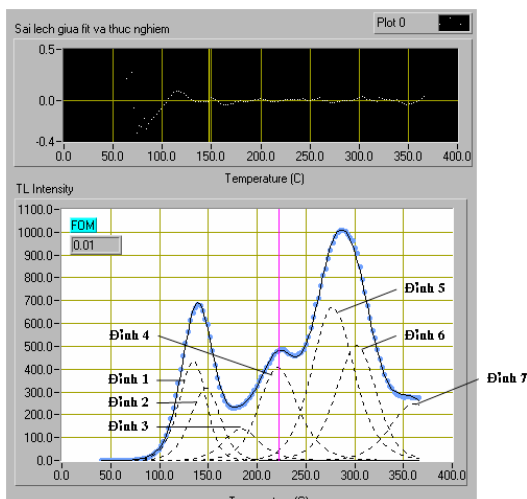 Sai lech giua fit va thuc nghiem
Plot 0
0.5
0.0
-0.4
0.0 50.0 100.0 150.0 200.0 250.0 300.0 350.0 400.0
Temperature (C)
TL Intensity
1100.0
1000.0
900.0
800.0
700.0
600.0
500.0
400.0
300.0
200.0
100.0
0.0
FOM
0.01
Đỉnh 5
Đỉnh 4
Đỉnh 6
Đỉnh 1
Đỉnh 7
Đỉnh 2
Đỉnh 3
0.0 50.0 100.0 150.0 200.0 250.0 300.0 350.0 400.0